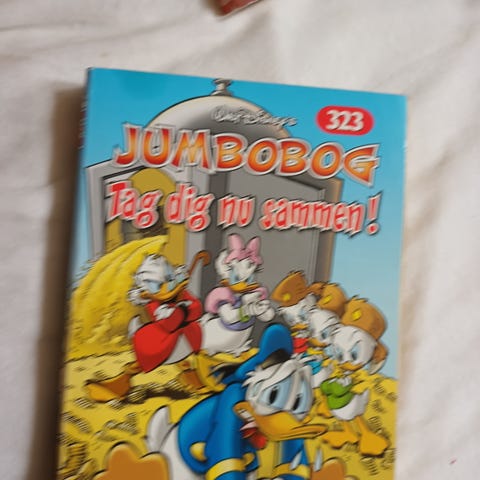 Walt Disney's
323
JUMBOBOG
Tag dig nu sammen!